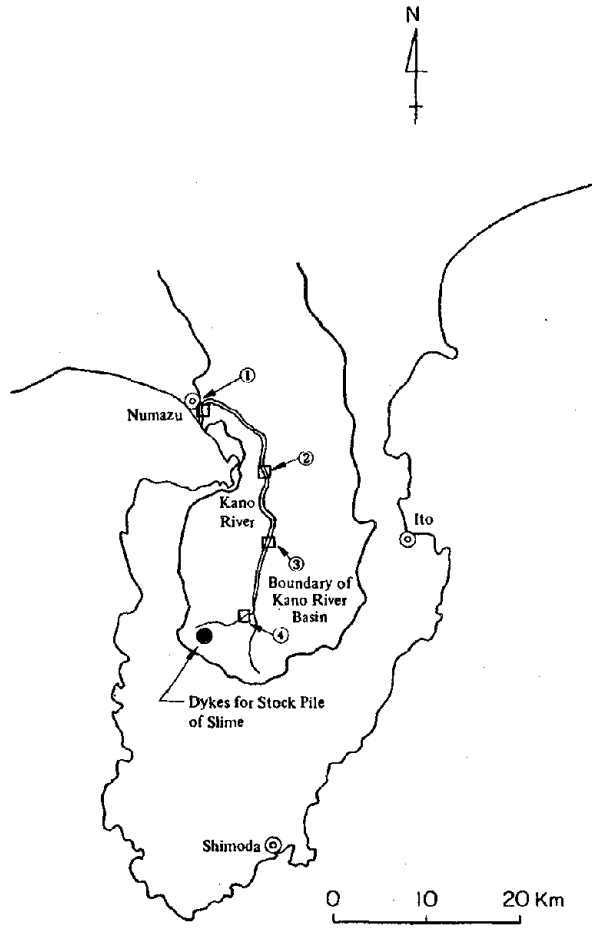 N
①
Numazu
②
Kano
River
Ito
③
Boundary of
Kano River
Basin
④
Dykes for Stock Pile
of Slime
Shimoda
0 10 20 Km